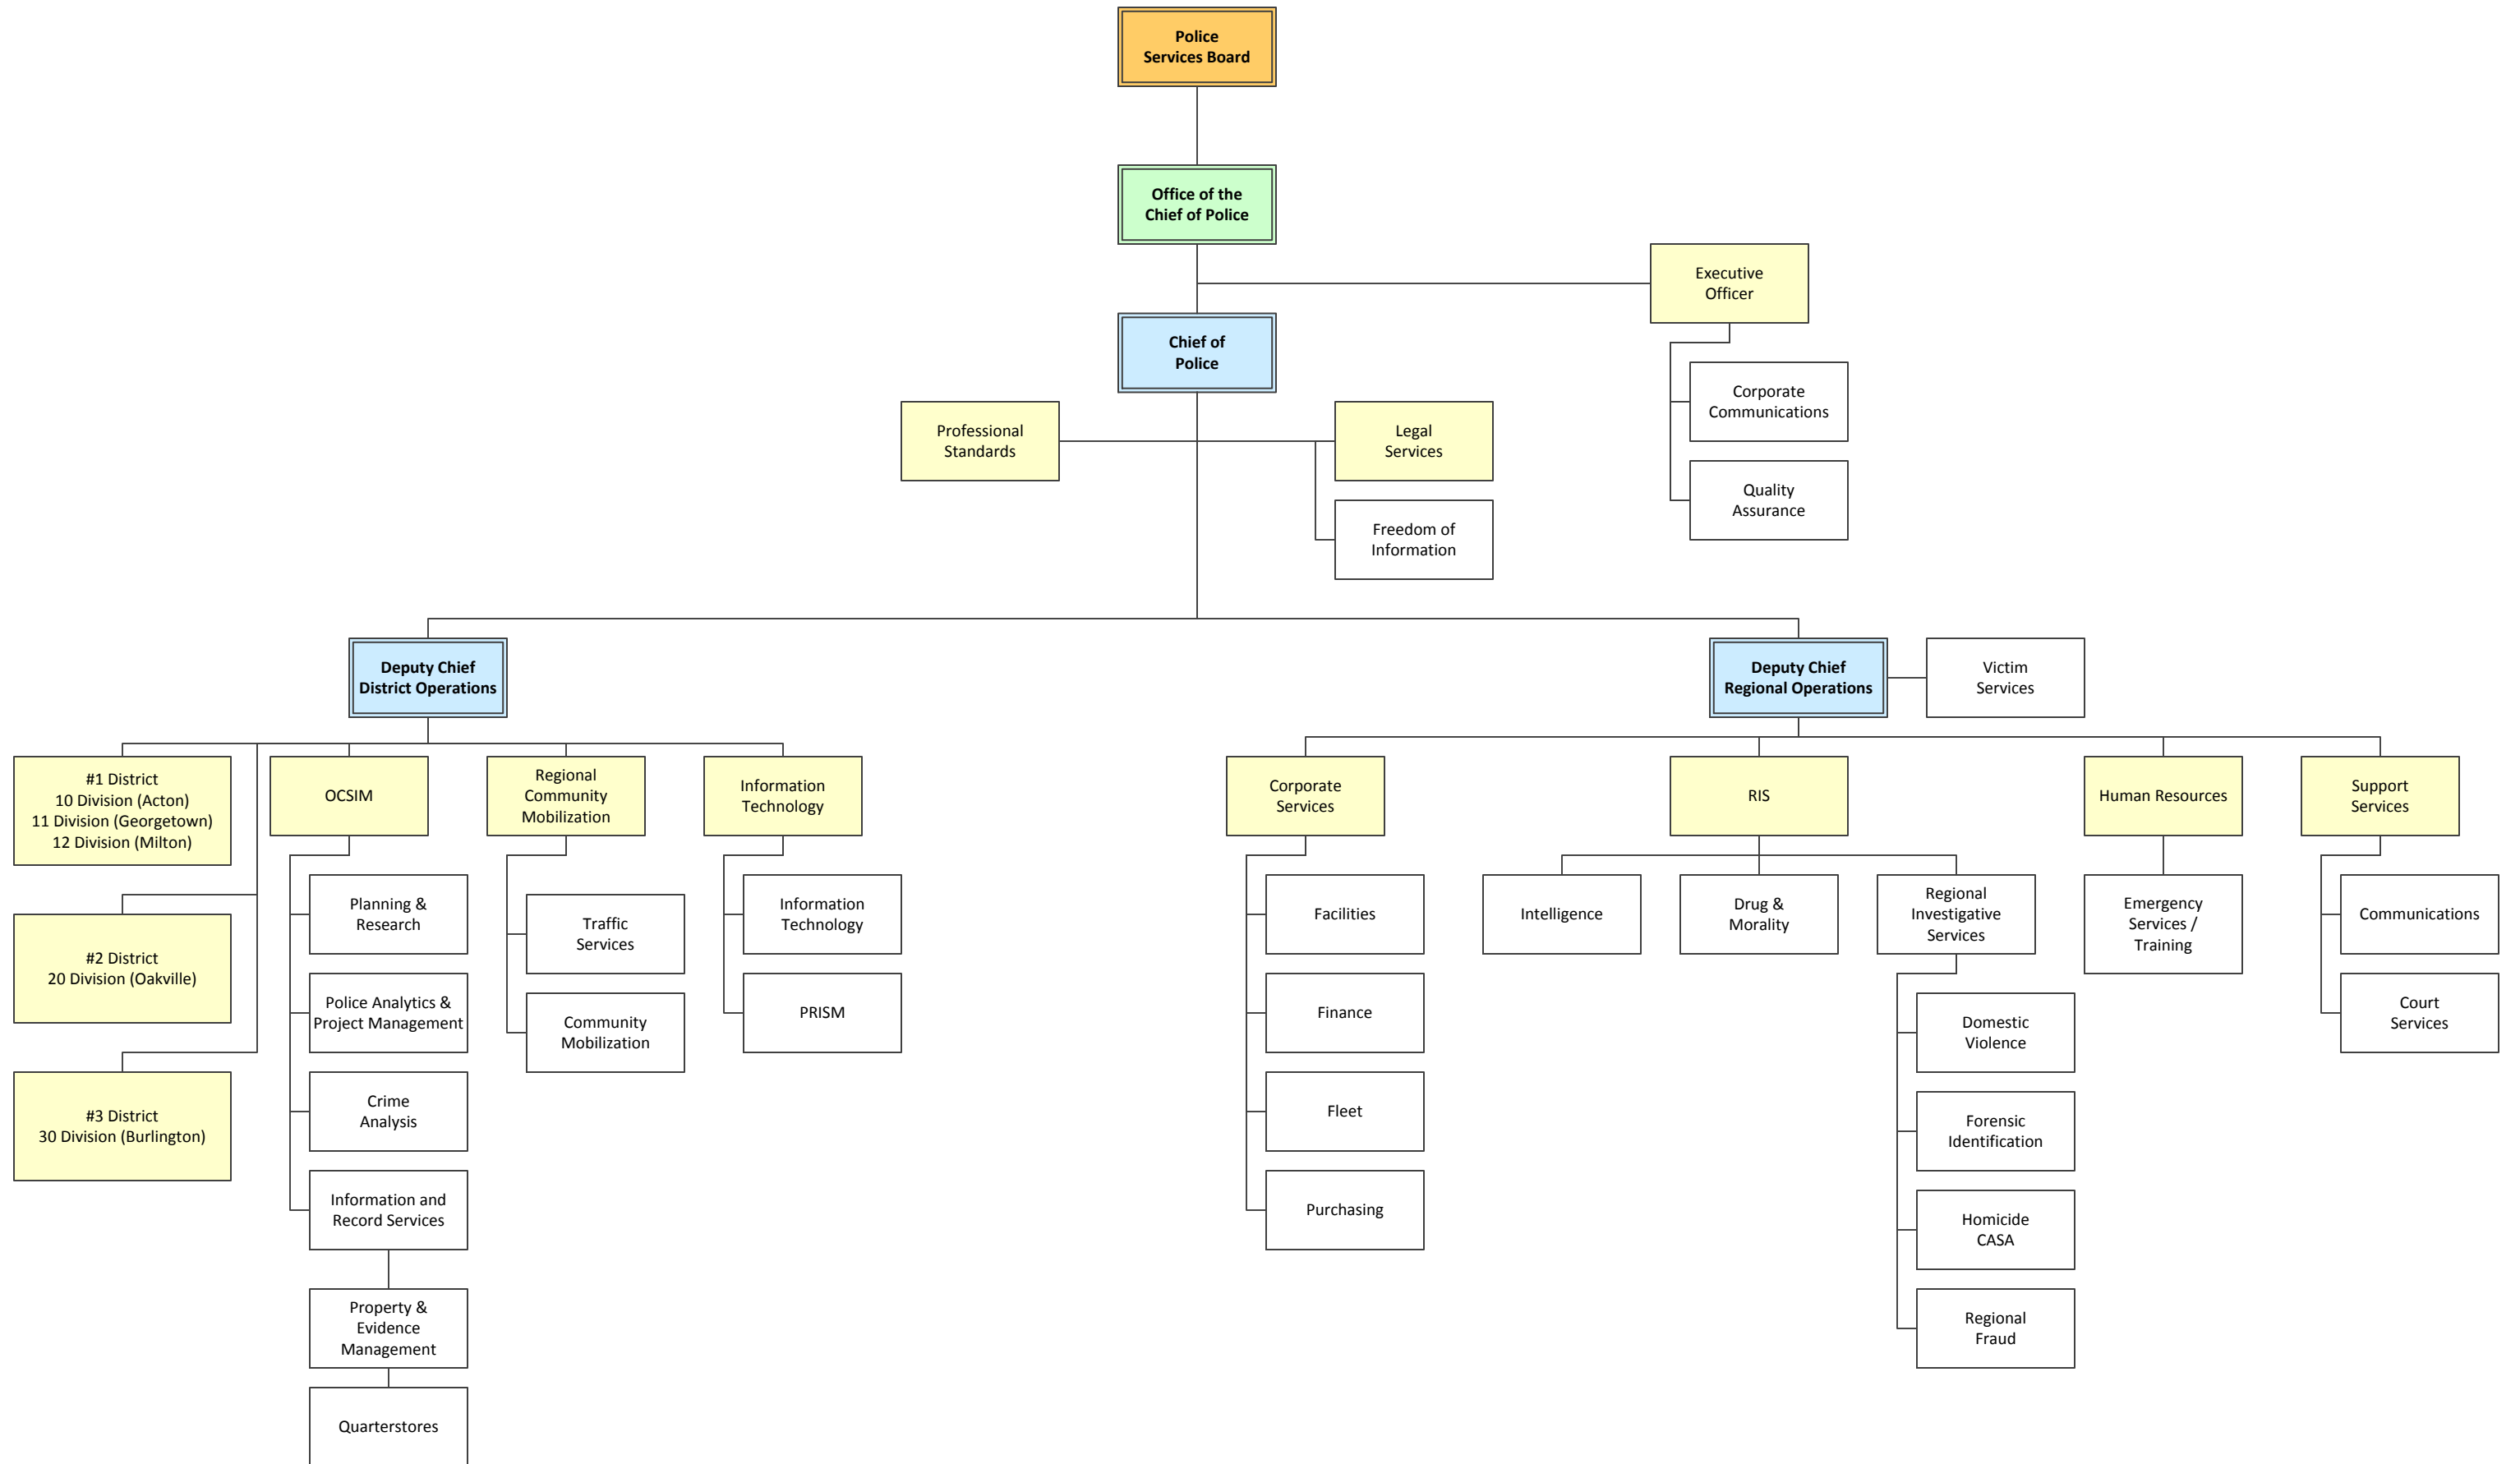 Police
Services Board
Office of the
Chief of Police
Executive
Officer
Chief of
Police
Corporate
Communications
Professional
Standards
Legal
Services
Quality
Assurance
Freedom of
Information
Deputy Chief
District Operations
Deputy Chief
Regional Operations
Victim
Services
#1 District
10 Division (Acton)
11 Division (Georgetown)
12 Division (Milton)
OCSIM
Regional
Community
Mobilization
Information
Technology
Corporate
Services
RIS
Human Resources
Support
Services
Planning &
Research
Traffic
Services
Information
Technology
Facilities
Intelligence
Drug &
Morality
Regional
Investigative
Services
Emergency
Services /
Training
Communications
#2 District
20 Division (Oakville)
Police Analytics &
Project Management
Community
Mobilization
PRISM
Finance
Domestic
Violence
Court
Services
#3 District
30 Division (Burlington)
Crime
Analysis
Fleet
Forensic
Identification
Information and
Record Services
Purchasing
Homicide
CASA
Property &
Evidence
Management
Regional
Fraud
Quarterstores